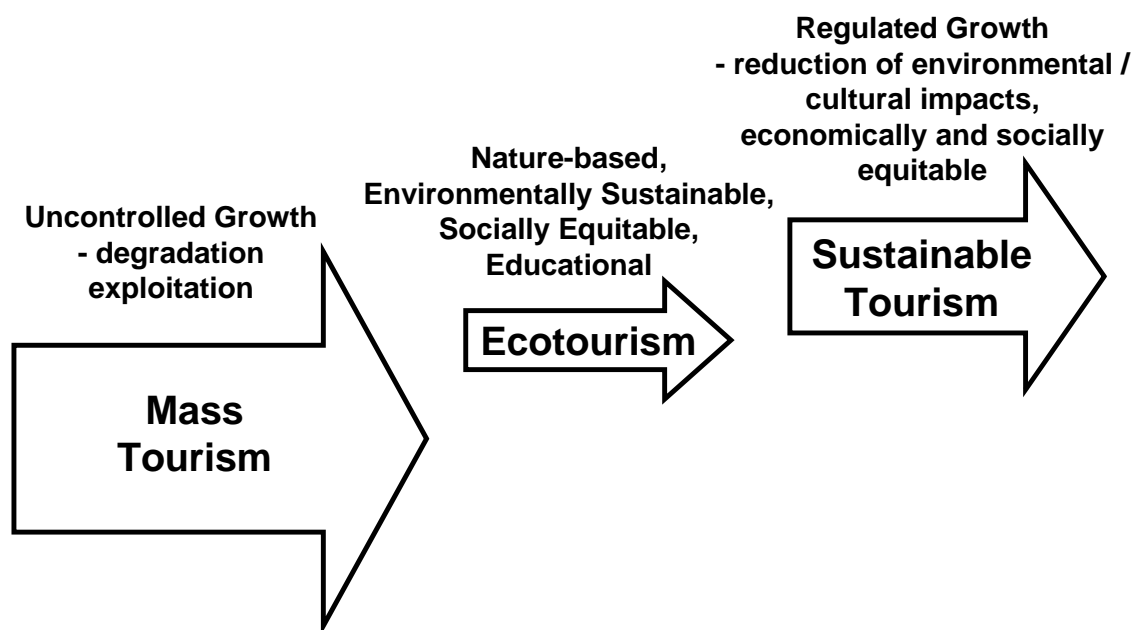 Uncontrolled Growth
- degradation
exploitation
Mass
Tourism
Nature-based,
Environmentally Sustainable,
Socially Equitable,
Educational
Ecotourism
Regulated Growth
- reduction of environmental /
cultural impacts,
economically and socially
equitable
Sustainable
Tourism